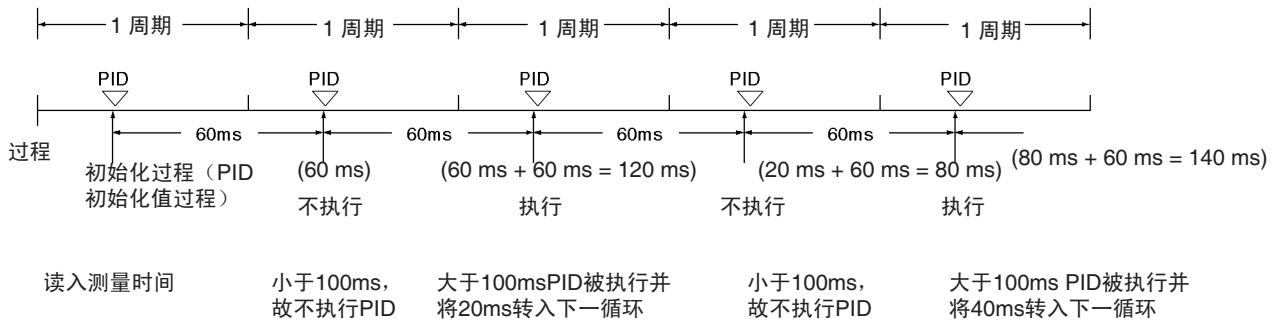 1 周期
1 周期
1 周期
1 周期
1 周期
PID
PID
PID
PID
PID
60ms
60ms
60ms
60ms
过程
初始化过程（PID
初始化值过程）
(60 ms)
不执行
(60 ms + 60 ms = 120 ms)
执行
(20 ms + 60 ms = 80 ms)
不执行
(80 ms + 60 ms = 140 ms)
执行
读入测量时间
小于100ms，
故不执行PID
大于100msPID被执行并
将20ms转入下一循环
小于100ms，
故不执行PID
大于100ms PID被执行并
将40ms转入下一循环